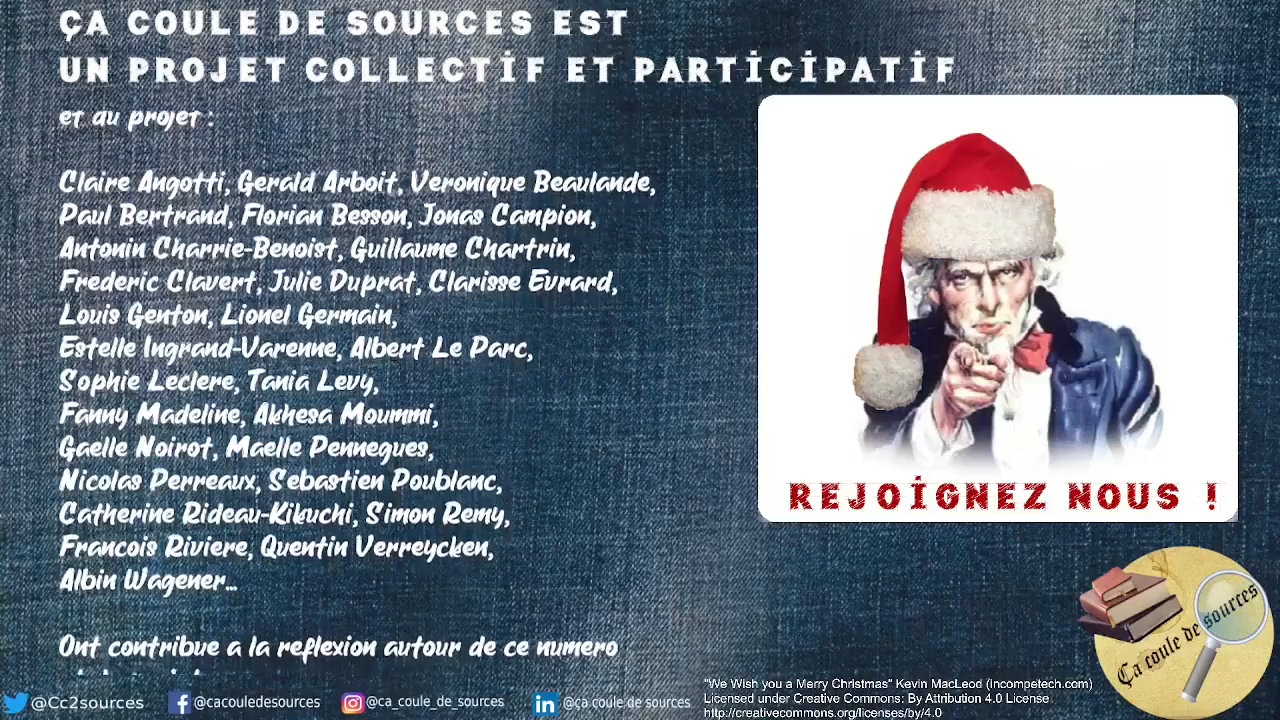 ÇA COULE DE SOURCES EST
UN PROJET COLLECTIF ET PARTICIPATIF
et au projet :
Claire Angotti, Gerald Arboit, Veronique Beaulande,
Paul Bertrand, Florian Besson, Jonas Campion,
Antonin Charrie-Benoist, Guillaume Chartrin,
Frederic Clavert, Julie Duprat, Clarisse Evrard,
Louis Genton, Lionel Germain,
Estelle Ingrand-Varenne, Albert Le Parc,
Sophie Leclere, Tania Levy,
Fanny Madeline, Akhesa Moummi,
Gaelle Noirot, Maelle Pennegues,
Nicolas Perreaux, Sebastien Poublanc,
Catherine Rideau-Kikuchi, Simon Remy,
Francois Riviere, Quentin Verreycken,
Albin Wagener...
Ont contribue a la reflexion autour de ce numero
REJOIGNEZ NOUS !
Ça coule de sources
@Cc2sources @cacouledesources @ca_coule_de_sources @ça coule de sources
"We Wish you a Merry Christmas" Kevin MacLeod (incompetech.com)
Licensed under Creative Commons: By Attribution 4.0 License
http://creativecommons.org/licenses/by/4.0